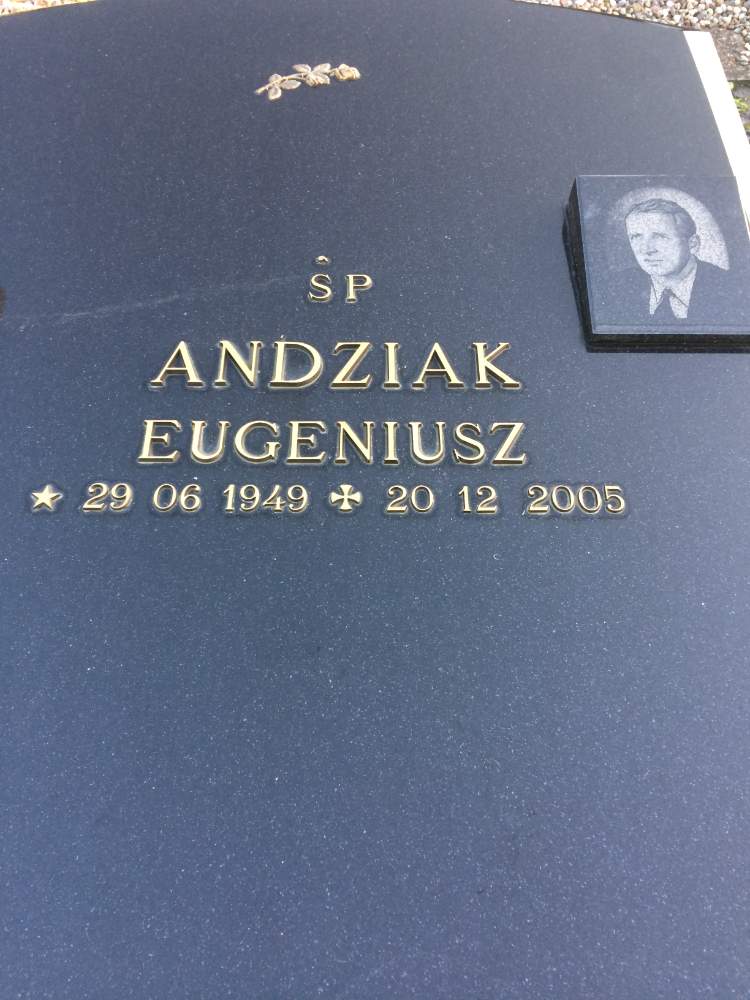 ŚP
ANDZIAK
EUGENIUSZ
★ 29 06 1949 ✠ 20 12 2005